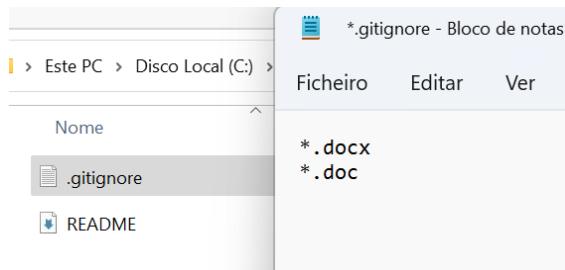 Este PC > Disco Local (C:) >
Nome
.gitignore
README
*.gitignore - Bloco de notas
Ficheiro Editar Ver
*.docx
*.doc